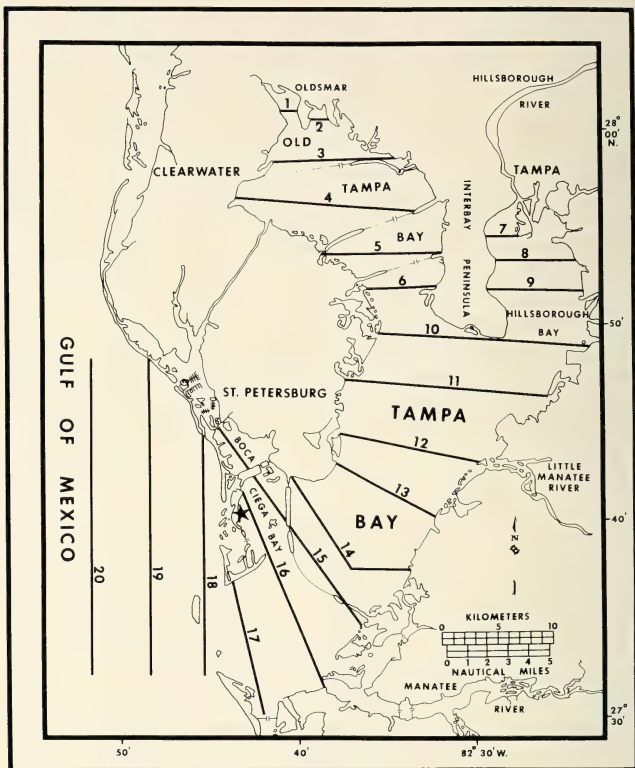 HILLSBOROUGH
RIVER
OLDSMAR
1
2
28°
00'
N.
OLD
3
CLEARWATER
TAMPA
TAMPA
4
INTERBAY
PENINSULA
7
BAY
8
5
6
9
HILLSBOROUGH
BAY
10
50'
GULF OF MEXICO
11
ST. PETERSBURG
TAMPA
12
BOCA
CIEGA
BAY
LITTLE
MANATEE
RIVER
13
BAY
40'
N
14
15
16
20
19
18
17
KILOMETERS
0 5 10
0 1 2 3 4 5
NAUTICAL MILES
MANATEE
RIVER
27°
30'
50'
40'
82° 30' W.